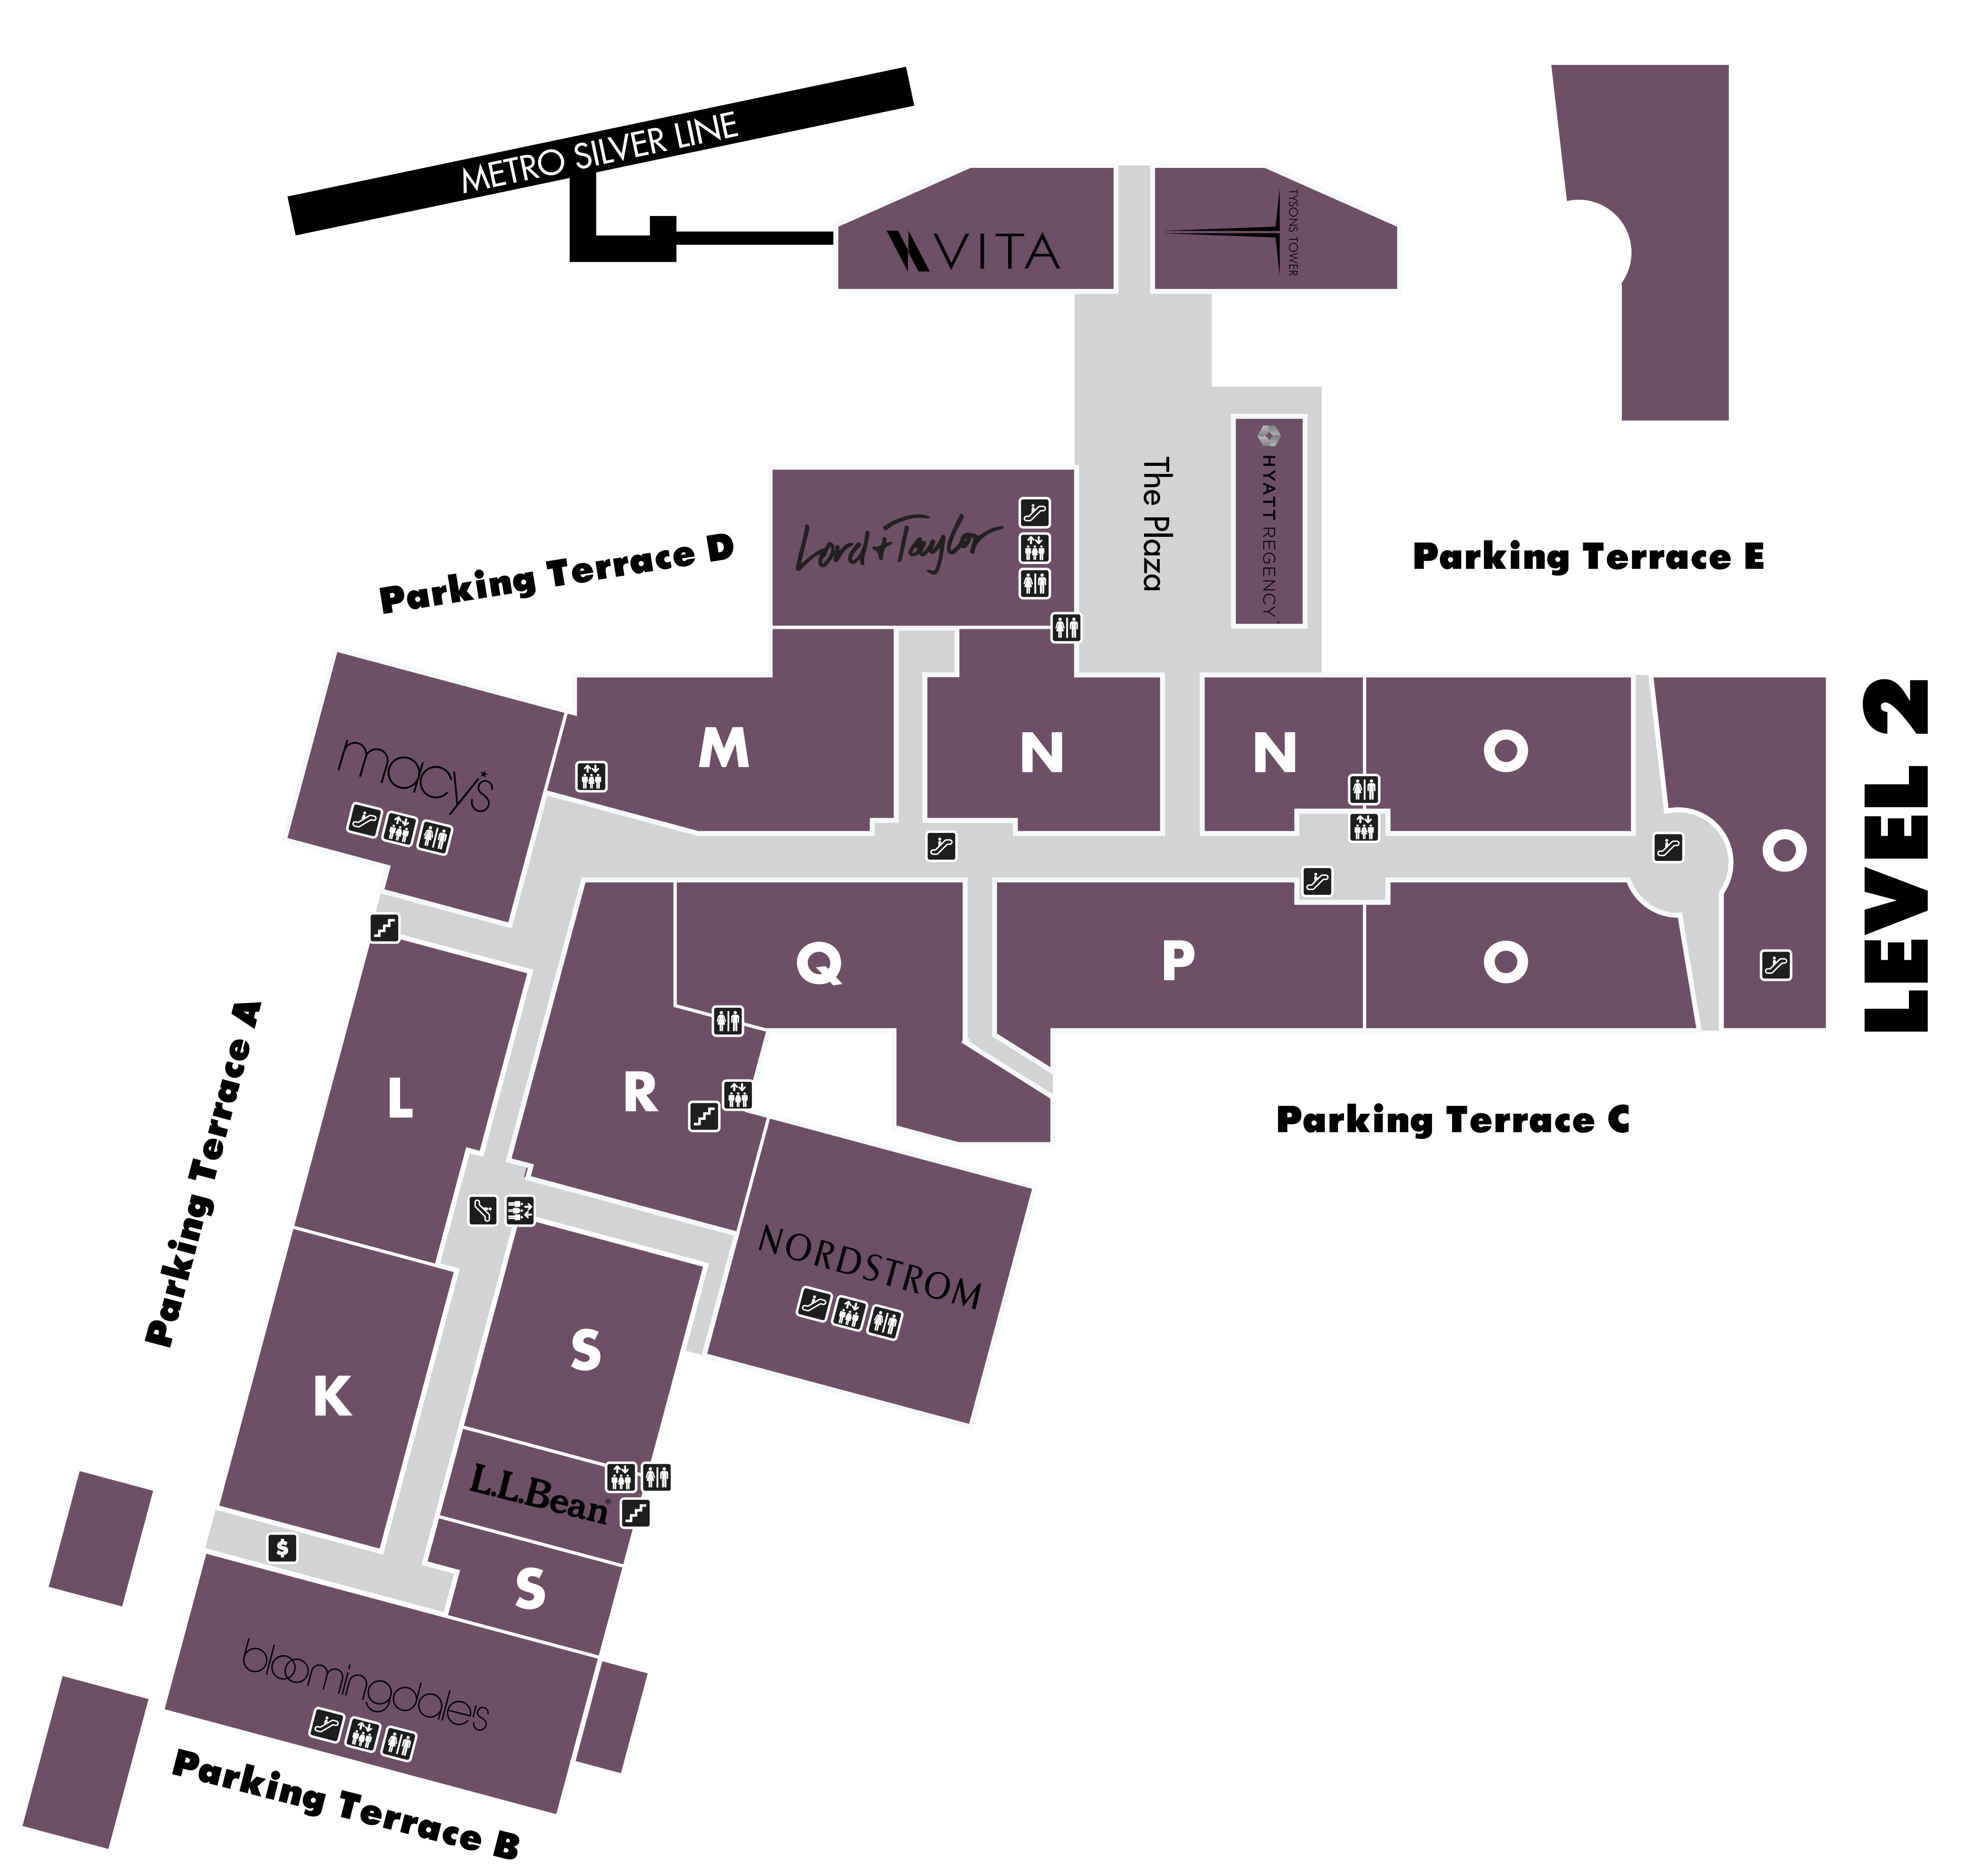 METRO SILVER LINE
VITA
TYSONS TOWER
The Plaza
HYATT REGENCY
Lord + Taylor
Parking Terrace D
Parking Terrace E
macy's
M
N
N
O
O
LEVEL 2
Q
P
O
L
R
Parking Terrace A
Parking Terrace C
NORDSTROM
S
K
L.L.Bean®
$
S
bloomingdale's
Parking Terrace B